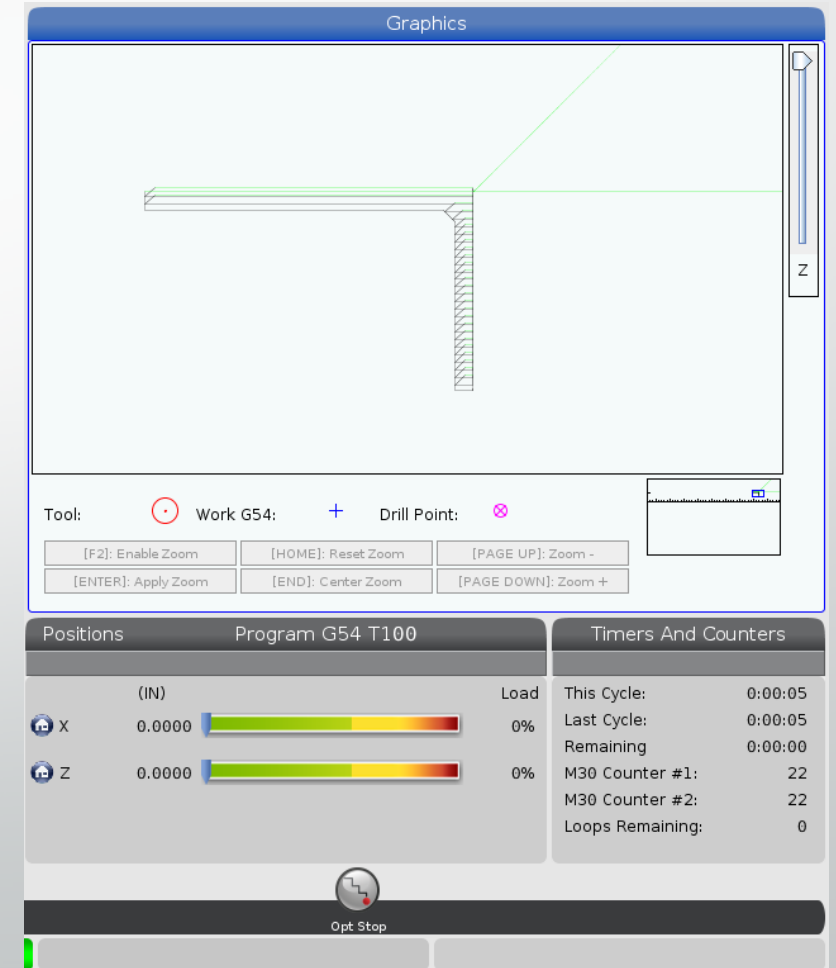 Graphics
Z
Tool: Work G54: Drill Point:
[F2]: Enable Zoom [HOME]: Reset Zoom [PAGE UP]: Zoom -
[ENTER]: Apply Zoom [END]: Center Zoom [PAGE DOWN]: Zoom +
Positions Program G54 T100
(IN) Load
X 0.0000 0%
Z 0.0000 0%
Timers And Counters
This Cycle: 0:00:05
Last Cycle: 0:00:05
Remaining 0:00:00
M30 Counter #1: 22
M30 Counter #2: 22
Loops Remaining: 0
Opt Stop